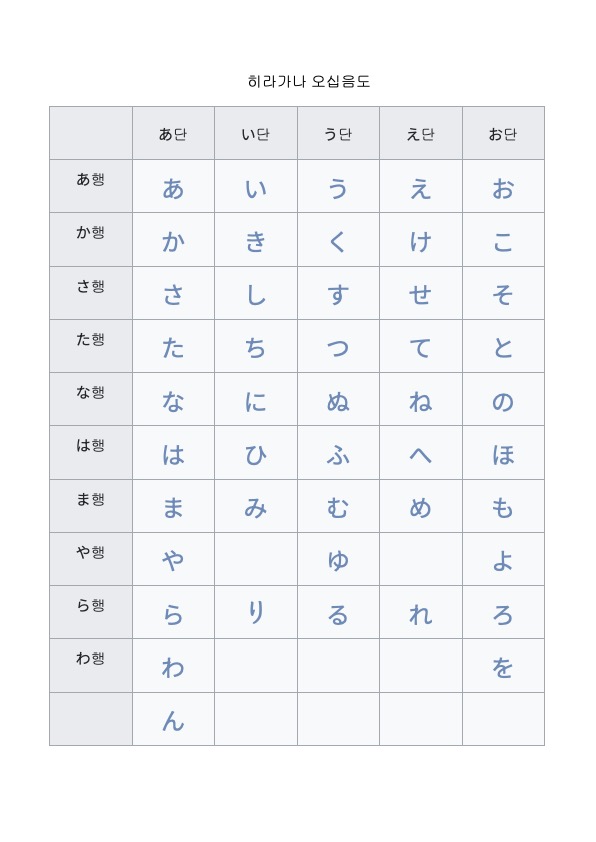 히라가나 오십음도
あ단 い단 う단 え단 お단
あ행 あ い う え お
か행 か き く け こ
さ행 さ し す せ そ
た행 た ち つ て と
な행 な に ぬ ね の
は행 は ひ ふ へ ほ
ま행 ま み む め も
や행 や ゆ よ
ら행 ら り る れ ろ
わ행 わ を
ん